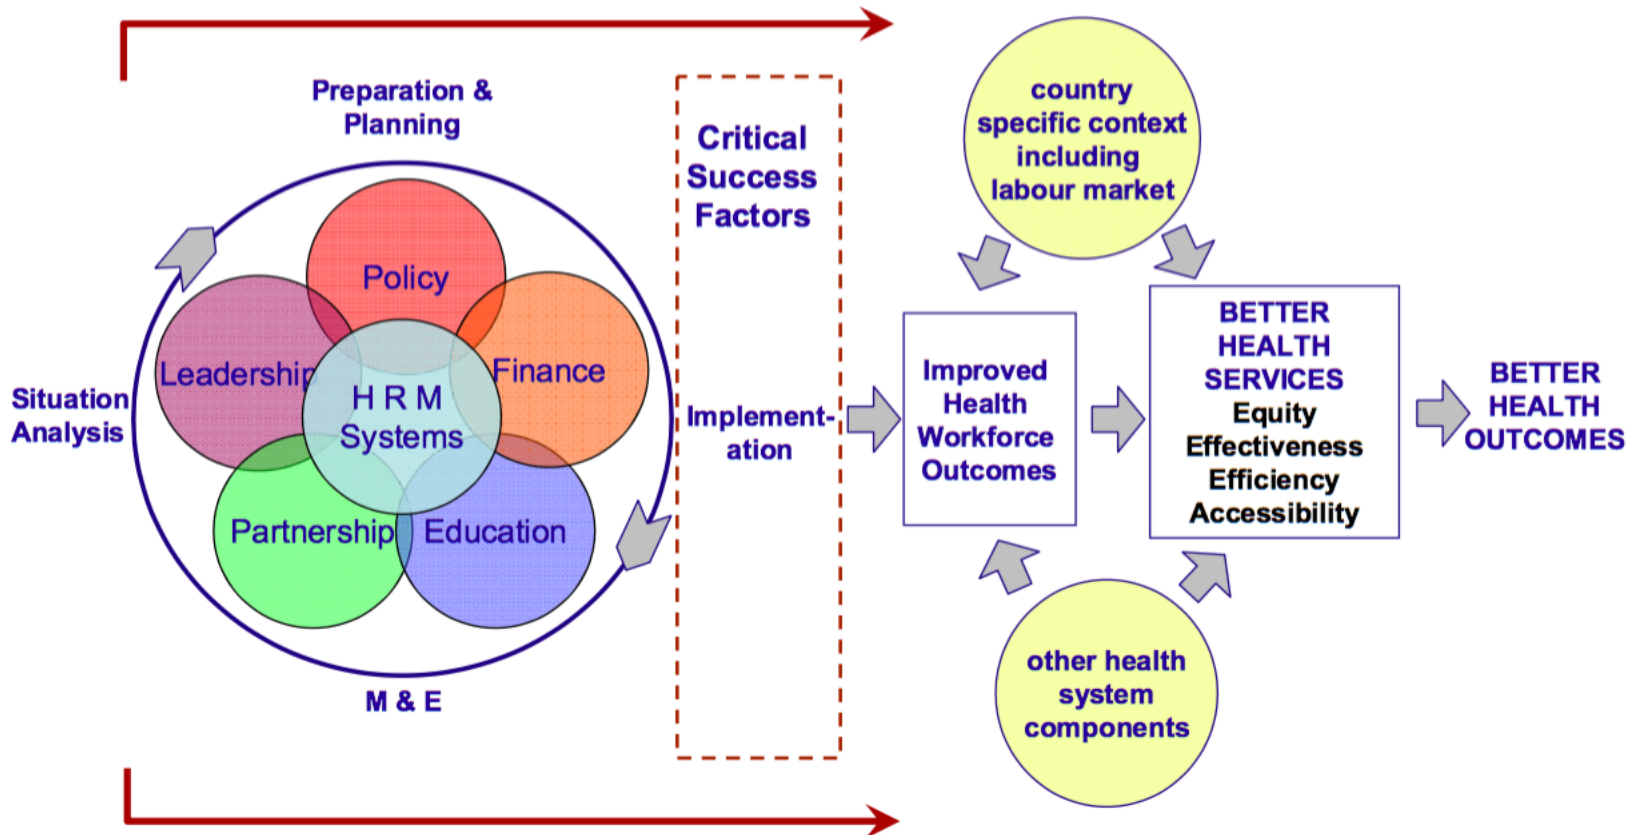 Preparation &
Planning
Situation
Analysis
Policy
Leadership
Finance
H R M
Systems
Partnership
Education
M & E
Critical
Success
Factors
Implement-
ation
country
specific context
including
labour market
Improved
Health
Workforce
Outcomes
BETTER
HEALTH
SERVICES
Equity
Effectiveness
Efficiency
Accessibility
BETTER
HEALTH
OUTCOMES
other health
system
components